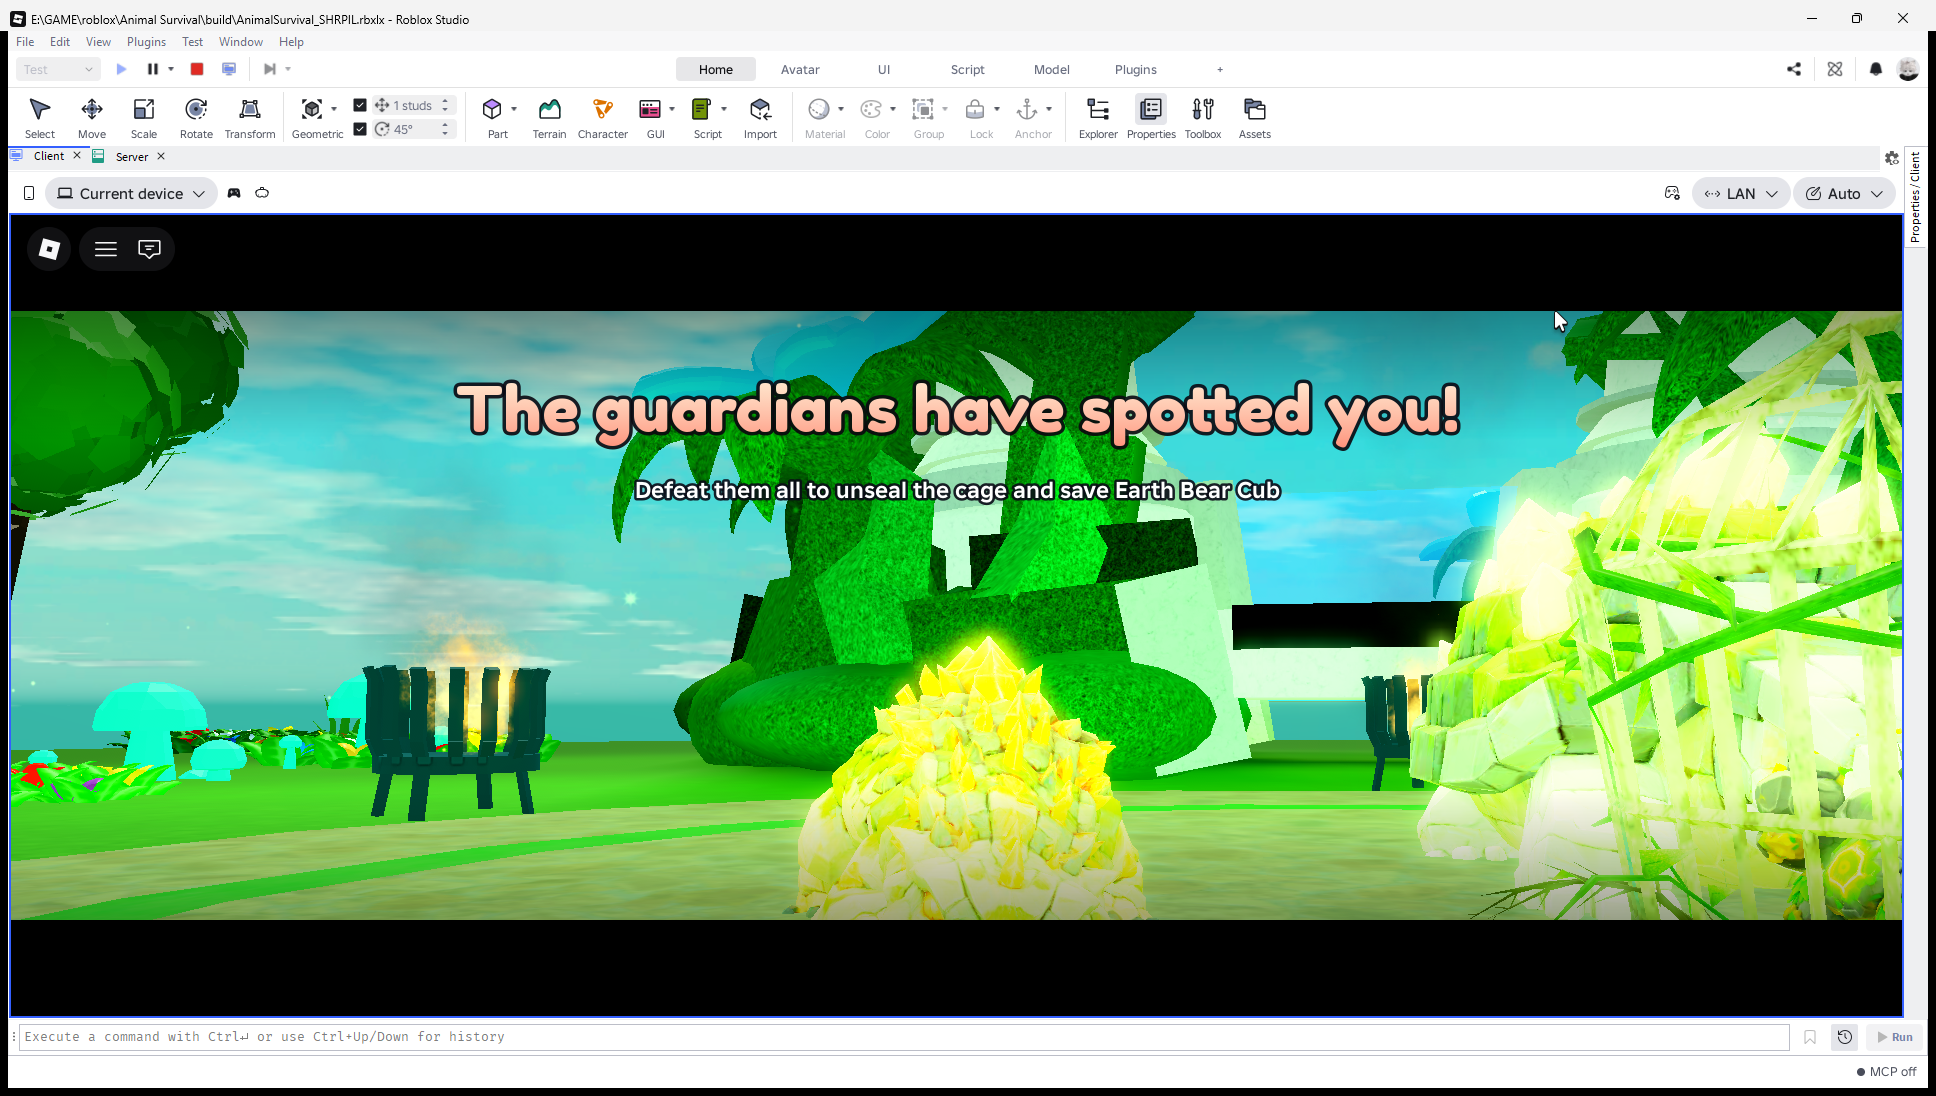 E:\GAME\roblox\Animal Survival\build\AnimalSurvival_SHRPIL.rbxlx - Roblox Studio
File Edit View Plugins Test Window Help
Test
Home Avatar UI Script Model Plugins +
1 studs
45°
Select Move Scale Rotate Transform Geometric Part Terrain Character GUI Script Import Material Color Group Lock Anchor Explorer Properties Toolbox Assets
Client Server
Properties / Client
Current device LAN Auto
The guardians have spotted you!
Defeat them all to unseal the cage and save Earth Bear Cub
Execute a command with Ctrl↵ or use Ctrl+Up/Down for history
Run
MCP off